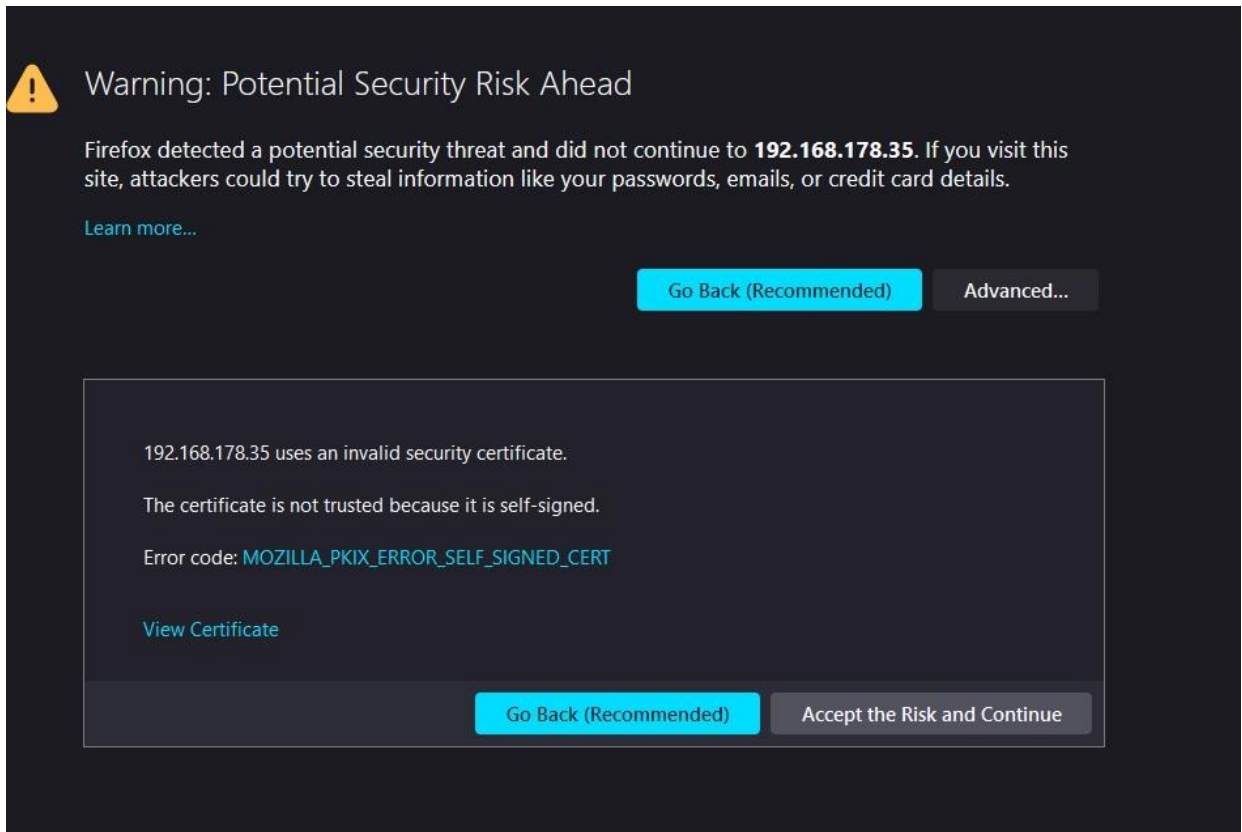 Warning: Potential Security Risk Ahead
Firefox detected a potential security threat and did not continue to 192.168.178.35. If you visit this
site, attackers could try to steal information like your passwords, emails, or credit card details.
Learn more...
Go Back (Recommended) Advanced...
192.168.178.35 uses an invalid security certificate.
The certificate is not trusted because it is self-signed.
Error code: MOZILLA_PKIX_ERROR_SELF_SIGNED_CERT
View Certificate
Go Back (Recommended) Accept the Risk and Continue